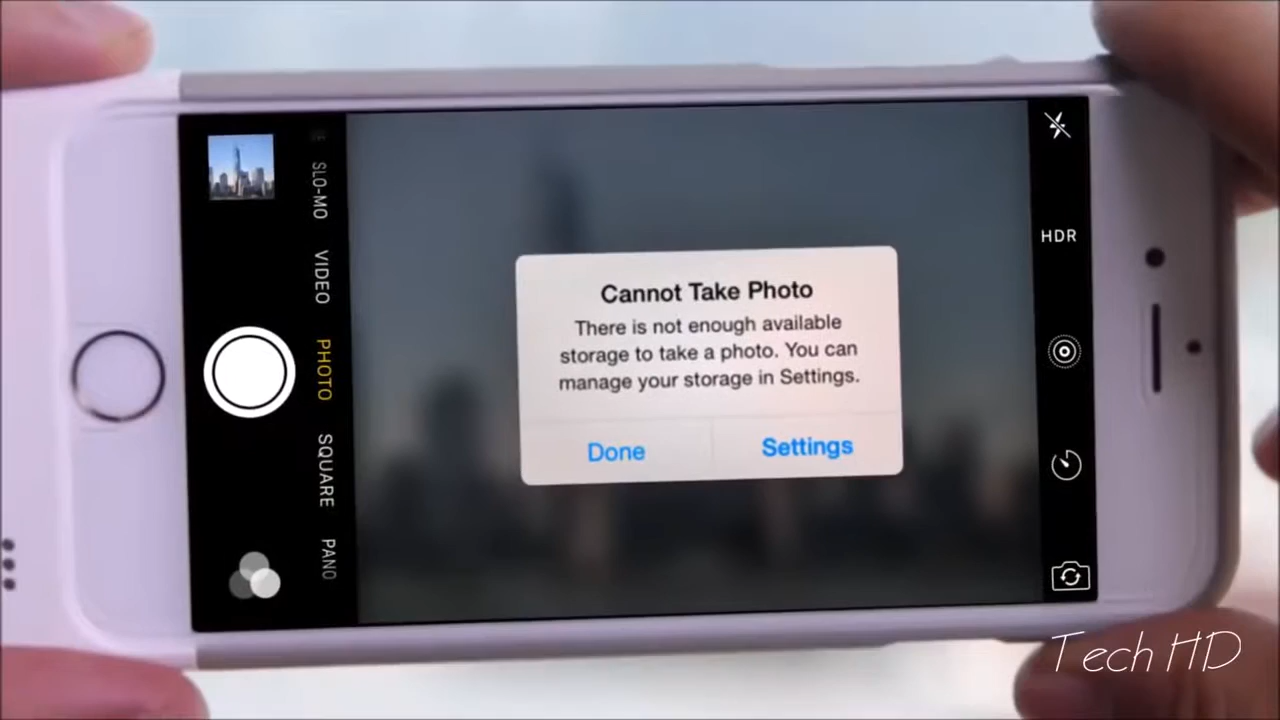 SLO-MO
VIDEO
PHOTO
SQUARE
PANO
Cannot Take Photo
There is not enough available
storage to take a photo. You can
manage your storage in Settings.
Done
Settings
HDR
Tech HD